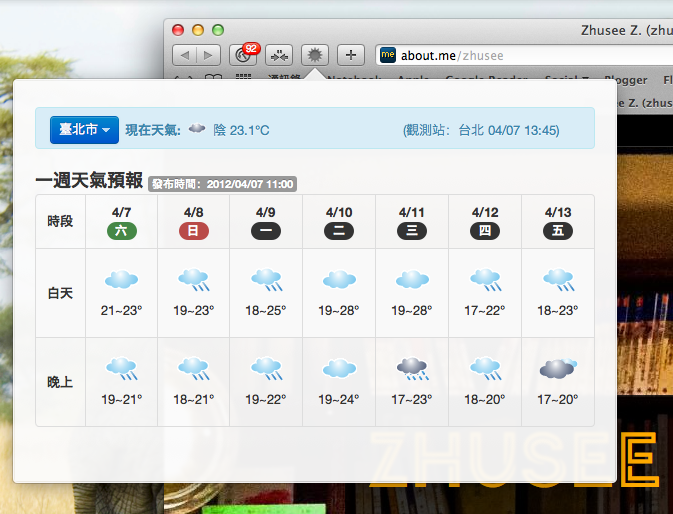 Zhusee Z. (zhu
92
me about.me/zhusee
Notebook Apple Google Reader Social Z Blogger Fl
e Z. (zhus
臺北市 現在天氣: 陰 23.1°C (觀測站: 台北 04/07 13:45)
一週天氣預報 發布時間: 2012/04/07 11:00
時段 4/7 4/8 4/9 4/10 4/11 4/12 4/13
六 日 一 二 三 四 五
白天 21~23° 19~23° 18~25° 19~28° 19~28° 17~22° 18~23°
晚上 19~21° 18~21° 19~22° 19~24° 17~23° 18~20° 17~20°
ZHUSEE